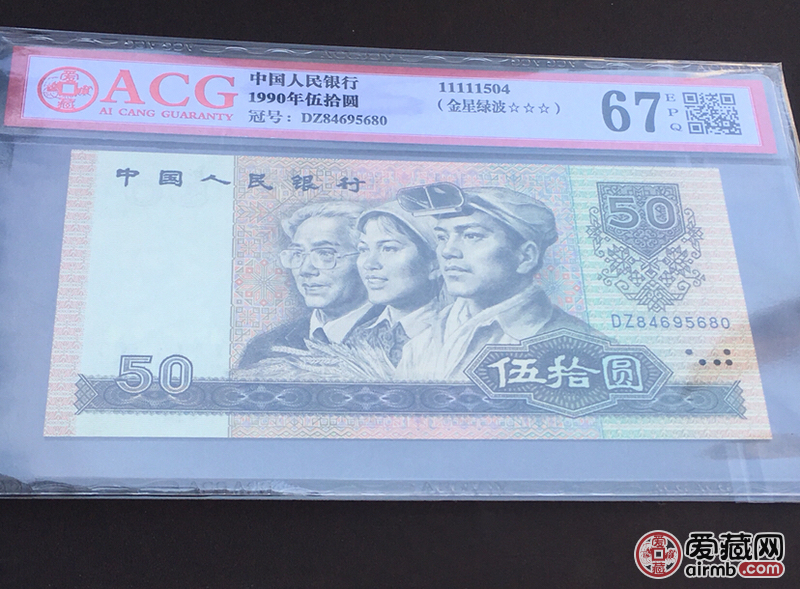 ACG
AI CANG GUARANTY
中国人民银行
1990年伍拾圆
冠号：DZ84695680
11111504
（金星绿波☆☆☆）
67
EPQ
中国人民银行
50
DZ84695680
50
伍拾圆
爱藏网
airmb.com